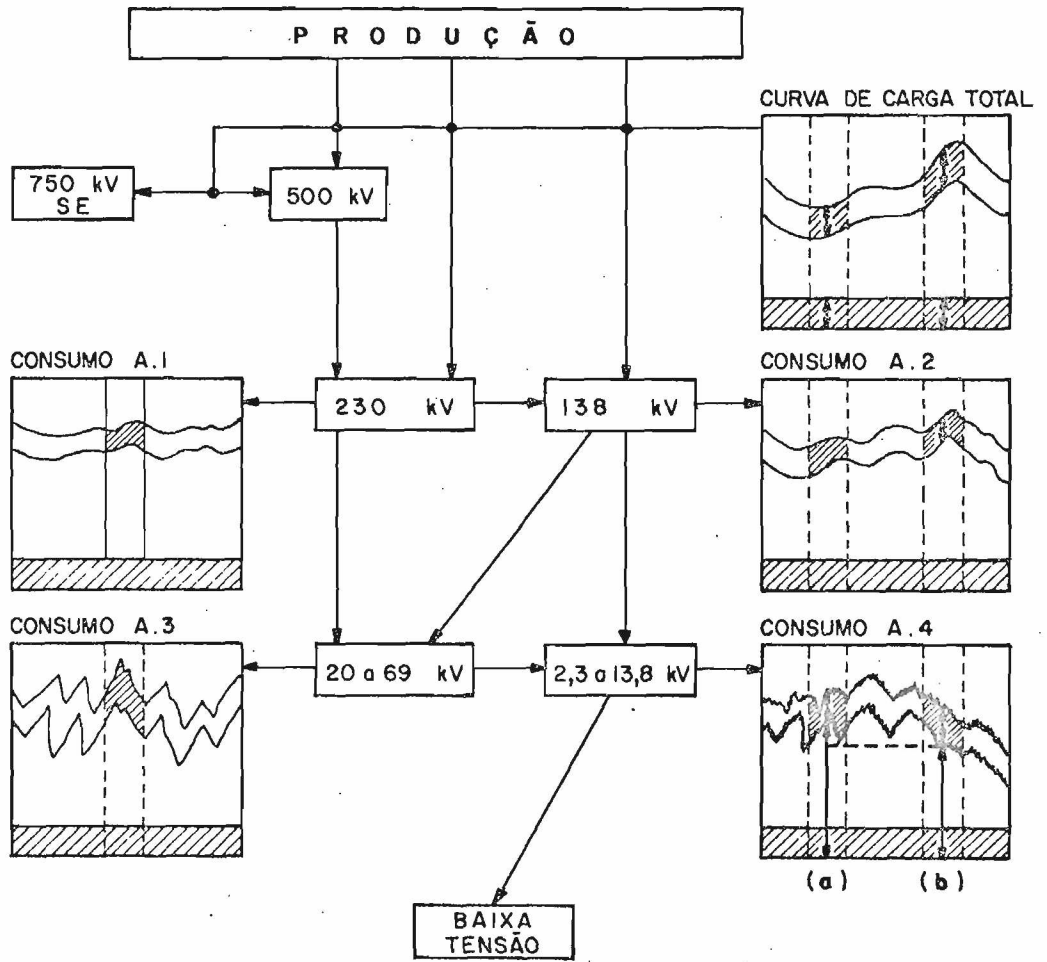 PRODUÇÃO
CURVA DE CARGA TOTAL
750 kV
SE
500 kV
CONSUMO A.1
230 kV
138 kV
CONSUMO A.2
CONSUMO A.3
20 a 69 kV
2,3 a 13,8 kV
CONSUMO A.4
(a)
(b)
BAIXA
TENSÃO